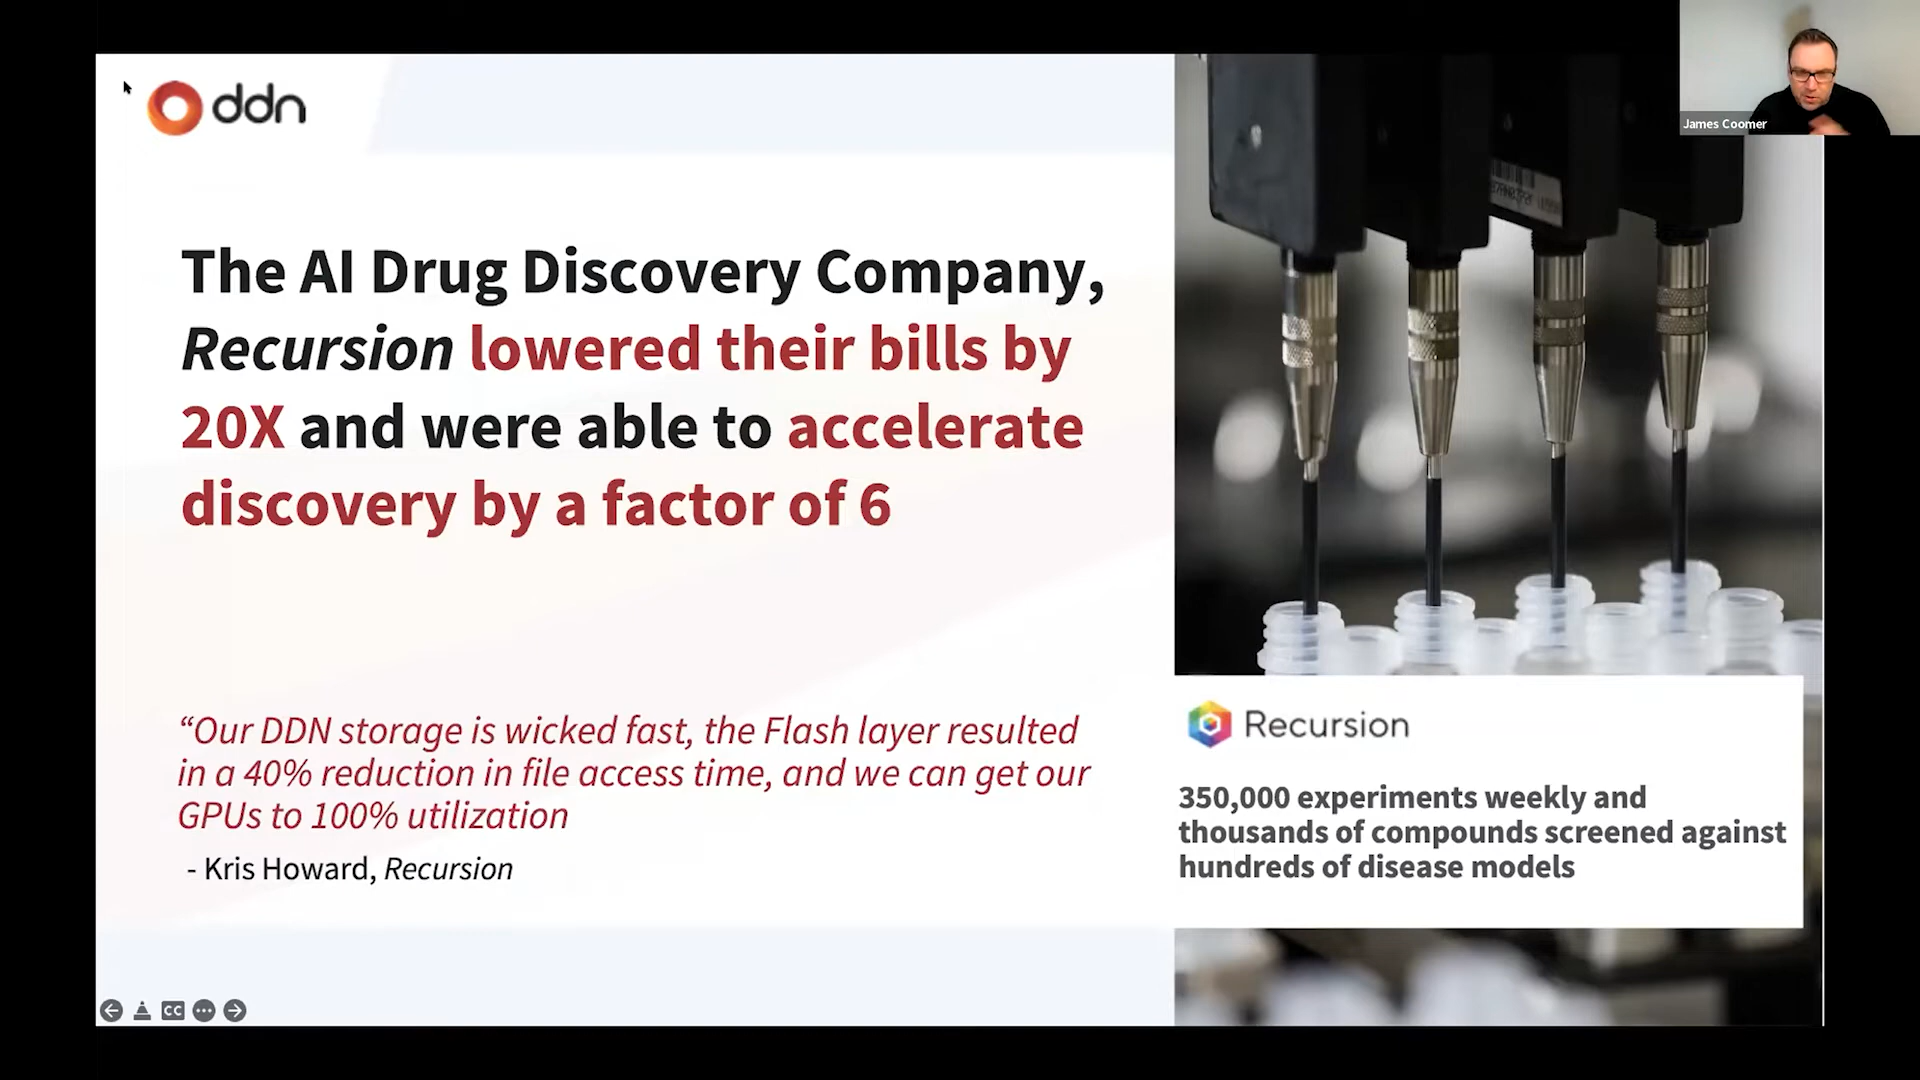 ddn
James Coomer
The AI Drug Discovery Company,
Recursion lowered their bills by
20X and were able to accelerate
discovery by a factor of 6
“Our DDN storage is wicked fast, the Flash layer resulted
in a 40% reduction in file access time, and we can get our
GPUs to 100% utilization
- Kris Howard, Recursion
Recursion
350,000 experiments weekly and
thousands of compounds screened against
hundreds of disease models
CC